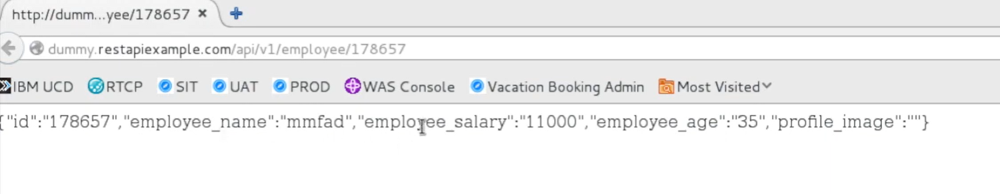 http://dumm...yee/178657
dummy.restapiexample.com/api/v1/employee/178657
IBM UCD RTCP SIT UAT PROD WAS Console Vacation Booking Admin Most Visited
{"id":"178657","employee_name":"mmfad","employee_salary":"11000","employee_age":"35","profile_image":""}